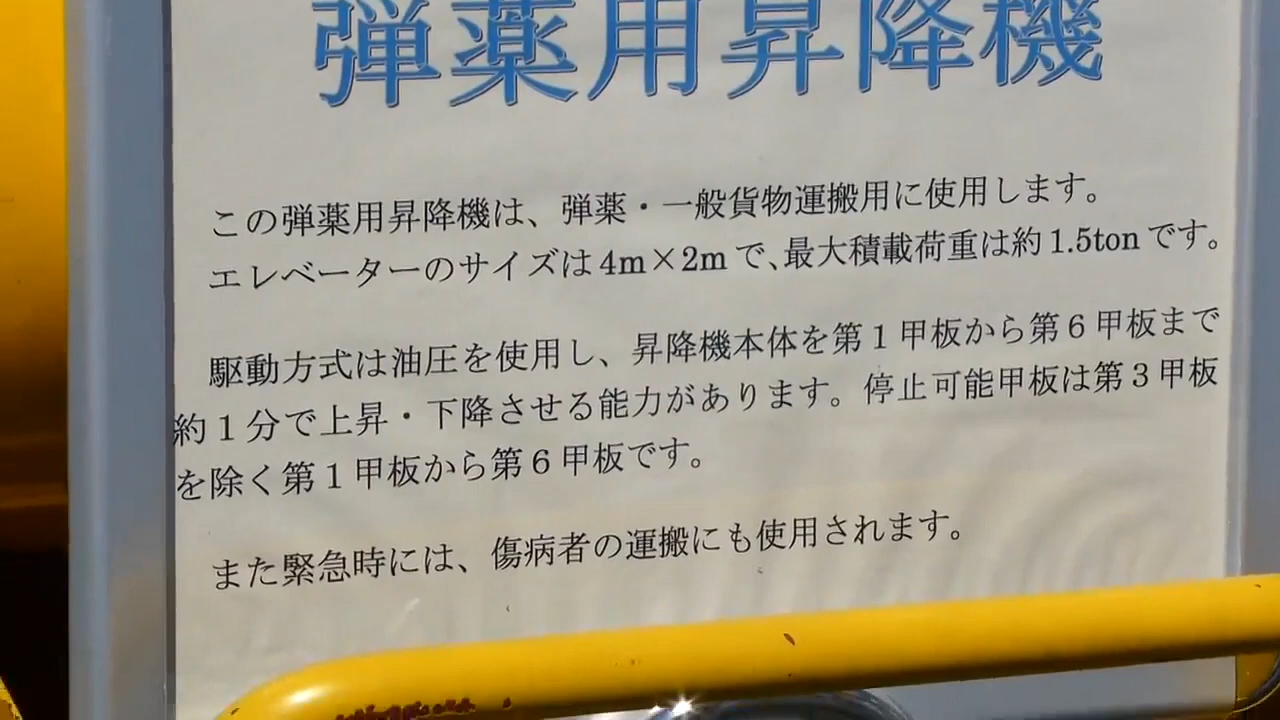 弾薬用昇降機
この弾薬用昇降機は、弾薬・一般貨物運搬用に使用します。
エレベーターのサイズは4m×2mで、最大積載荷重は約1.5tonです。
駆動方式は油圧を使用し、昇降機本体を第1甲板から第6甲板まで
約1分で上昇・下降させる能力があります。停止可能甲板は第3甲板
を除く第1甲板から第6甲板です。
また緊急時には、傷病者の運搬にも使用されます。